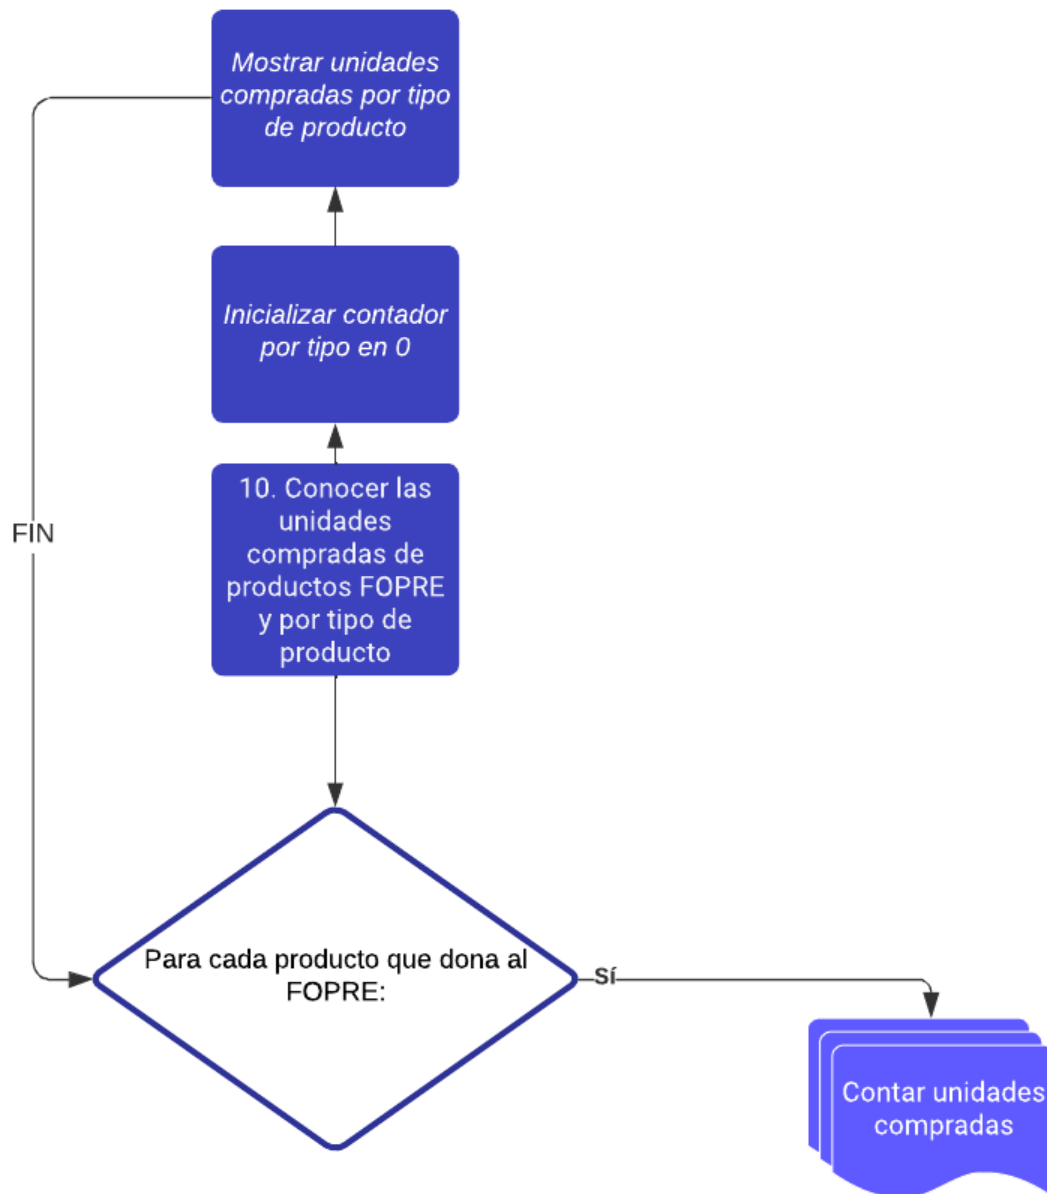 Mostrar unidades
compradas por tipo
de producto
Inicializar contador
por tipo en 0
10. Conocer las
unidades
compradas de
productos FOPRE
y por tipo de
producto
FIN
Para cada producto que dona al
FOPRE:
Sí
Contar unidades
compradas